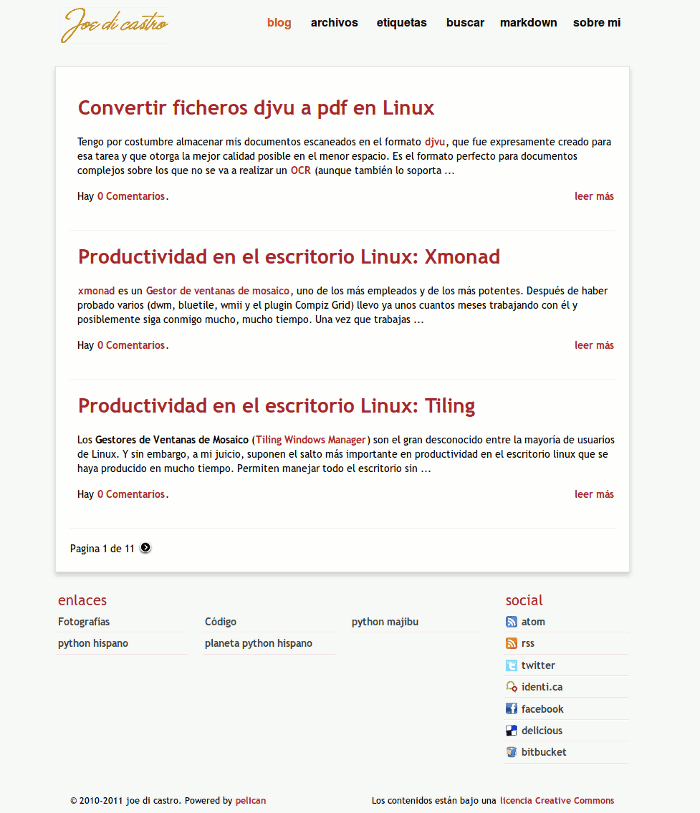 Joe di castro
blog archivos etiquetas buscar markdown sobre mi
Convertir ficheros djvu a pdf en Linux
Tengo por costumbre almacenar mis documentos escaneados en el formato djvu, que fue expresamente creado para
esa tarea y que otorga la mejor calidad posible en el menor espacio. Es el formato perfecto para documentos
complejos sobre los que no se va a realizar un OCR (aunque también lo soporta ...
Hay 0 Comentarios. leer más
Productividad en el escritorio Linux: Xmonad
xmonad es un Gestor de ventanas de mosaico, uno de los más empleados y de los más potentes. Después de haber
probado varios (dwm, bluetile, wmii y el plugin Compiz Grid) llevo ya unos cuantos meses trabajando con él y
posiblemente siga conmigo mucho, mucho tiempo. Una vez que trabajas ...
Hay 0 Comentarios. leer más
Productividad en el escritorio Linux: Tiling
Los Gestores de Ventanas de Mosaico (Tiling Windows Manager) son el gran desconocido entre la mayoría de usuarios
de Linux. Y sin embargo, a mi juicio, suponen el salto más importante en productividad en el escritorio linux que se
haya producido en mucho tiempo. Permiten manejar todo el escritorio sin ...
Hay 0 Comentarios. leer más
Pagina 1 de 11
enlaces social
Fotografías Código python majibu atom
python hispano planeta python hispano rss
twitter
identi.ca
facebook
delicious
bitbucket
© 2010-2011 joe di castro. Powered by pelican Los contenidos están bajo una licencia Creative Commons